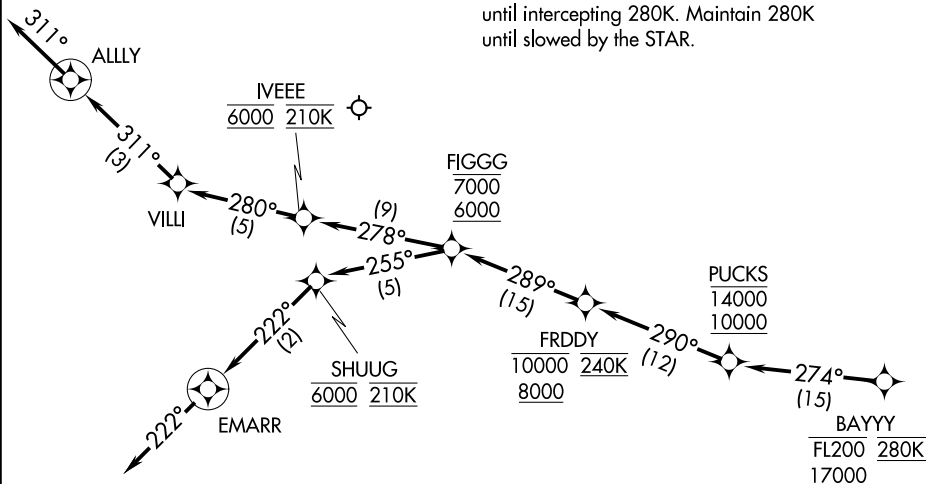 until intercepting 280K. Maintain 280K
until slowed by the STAR.
311°
ALLLY
IVEEE
6000 210K
311°
(3)
FIGGG
7000
6000
VILLI
280°
(5)
(9)
278°
255°
(5)
289°
(15)
PUCKS
14000
10000
222°
(2)
SHUUG
6000 210K
FRDDY
10000 240K
8000
290°
(12)
274°
(15)
EMARR
222°
BAYYY
FL200 280K
17000